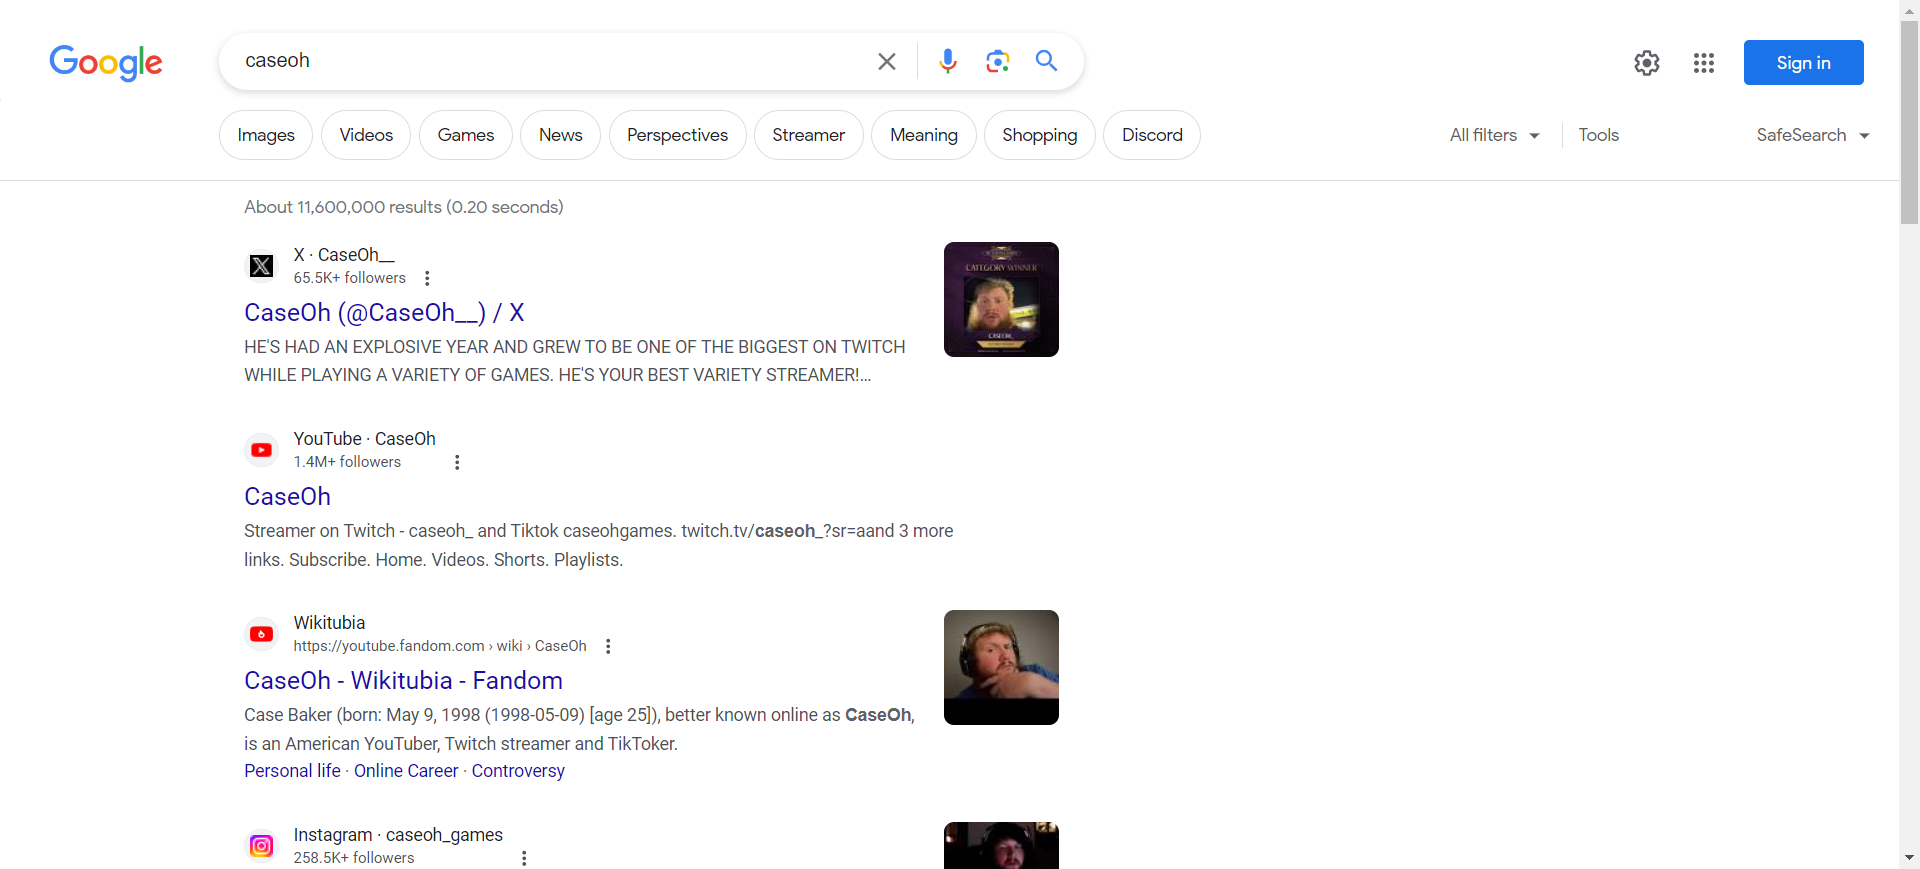 Google
caseoh
Sign in
Images
Videos
Games
News
Perspectives
Streamer
Meaning
Shopping
Discord
All filters
Tools
SafeSearch
About 11,600,000 results (0.20 seconds)
X · CaseOh__
65.5K+ followers
CaseOh (@CaseOh__) / X
HE'S HAD AN EXPLOSIVE YEAR AND GREW TO BE ONE OF THE BIGGEST ON TWITCH
WHILE PLAYING A VARIETY OF GAMES. HE'S YOUR BEST VARIETY STREAMER!...
CATEGORY WINNER
CASEOH_
YouTube · CaseOh
1.4M+ followers
CaseOh
Streamer on Twitch - caseoh_ and Tiktok caseohgames. twitch.tv/caseoh_?sr=aand 3 more
links. Subscribe. Home. Videos. Shorts. Playlists.
Wikitubia
https://youtube.fandom.com › wiki › CaseOh
CaseOh - Wikitubia - Fandom
Case Baker (born: May 9, 1998 (1998-05-09) [age 25]), better known online as CaseOh,
is an American YouTuber, Twitch streamer and TikToker.
Personal life · Online Career · Controversy
Instagram · caseoh_games
258.5K+ followers